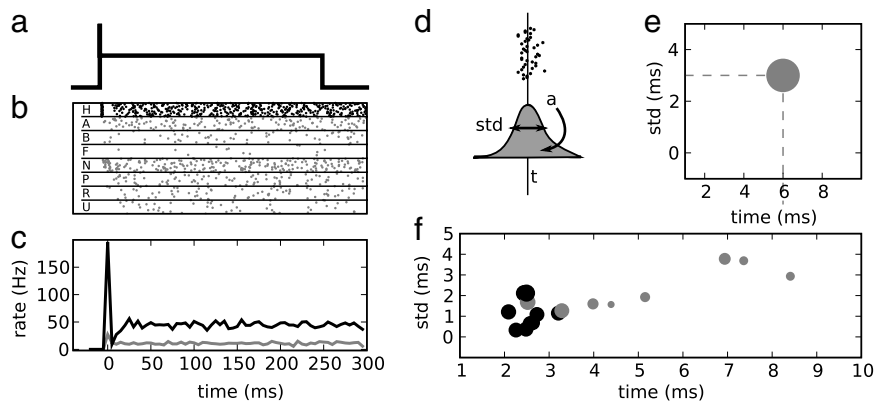 a
b
H
A
B
F
N
P
R
U
c
150
100
50
0
rate (Hz)
0 50 100 150 200 250 300
time (ms)
d
a
std
t
e
4
2
0
std (ms)
2 4 6 8
time (ms)
f
5
4
3
2
1
0
std (ms)
1 2 3 4 5 6 7 8 9 10
time (ms)